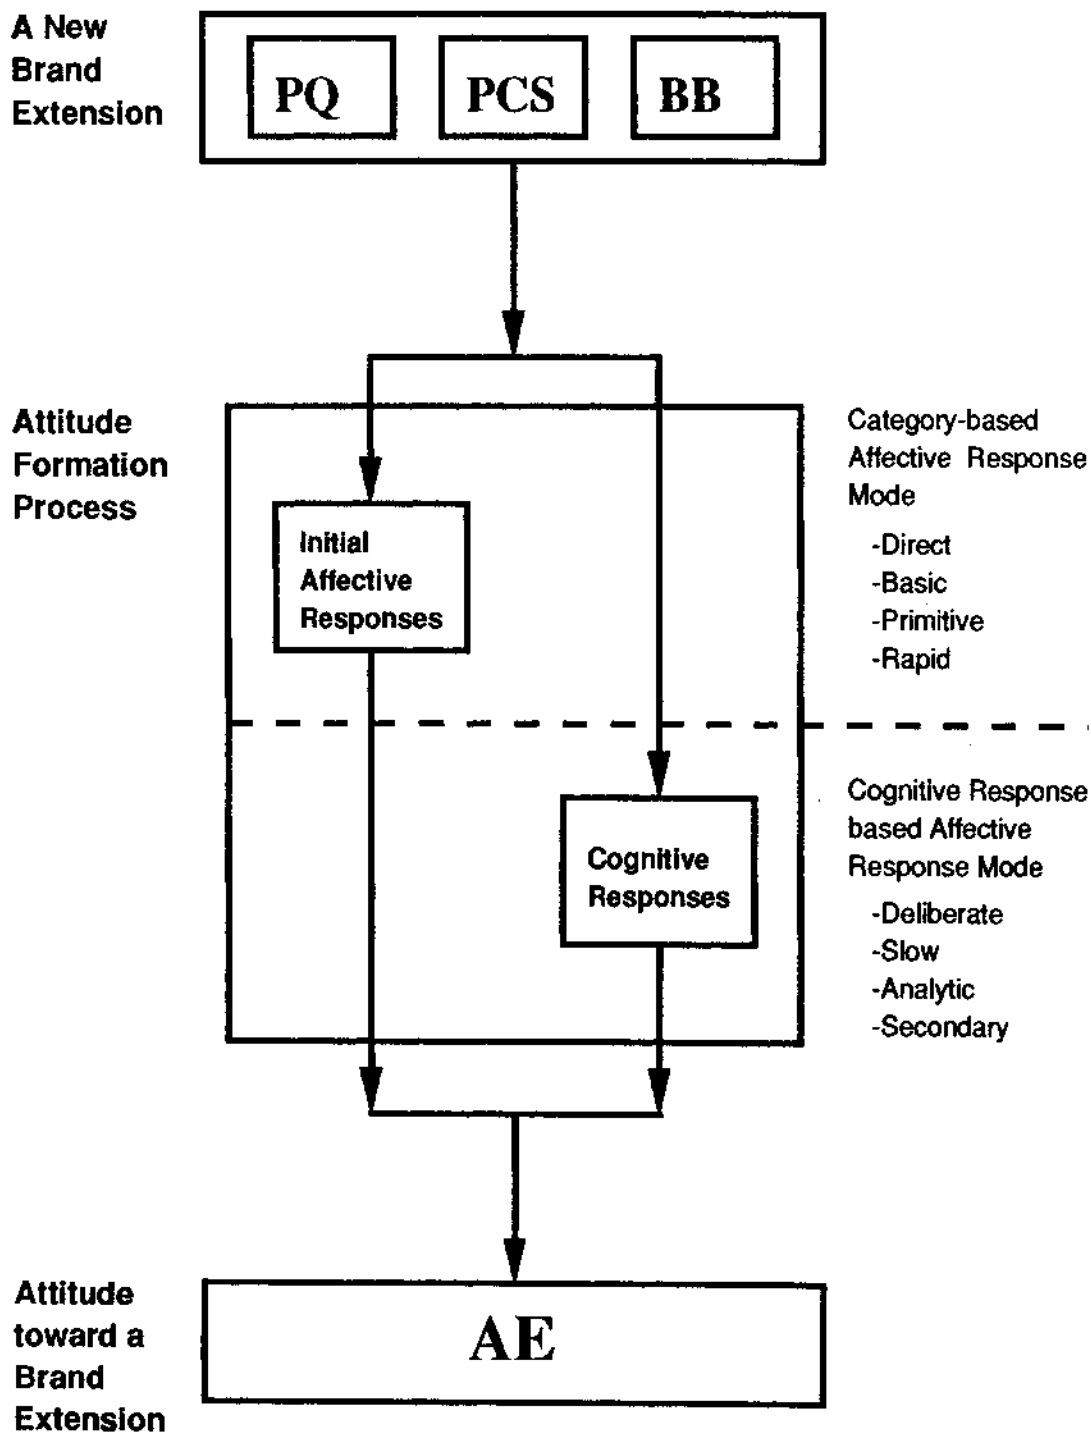 A New
Brand
Extension
PQ
PCS
BB
Attitude
Formation
Process
Initial
Affective
Responses
Category-based
Affective Response
Mode
-Direct
-Basic
-Primitive
-Rapid
Cognitive
Responses
Cognitive Response
based Affective
Response Mode
-Deliberate
-Slow
-Analytic
-Secondary
Attitude
toward a
Brand
Extension
AE